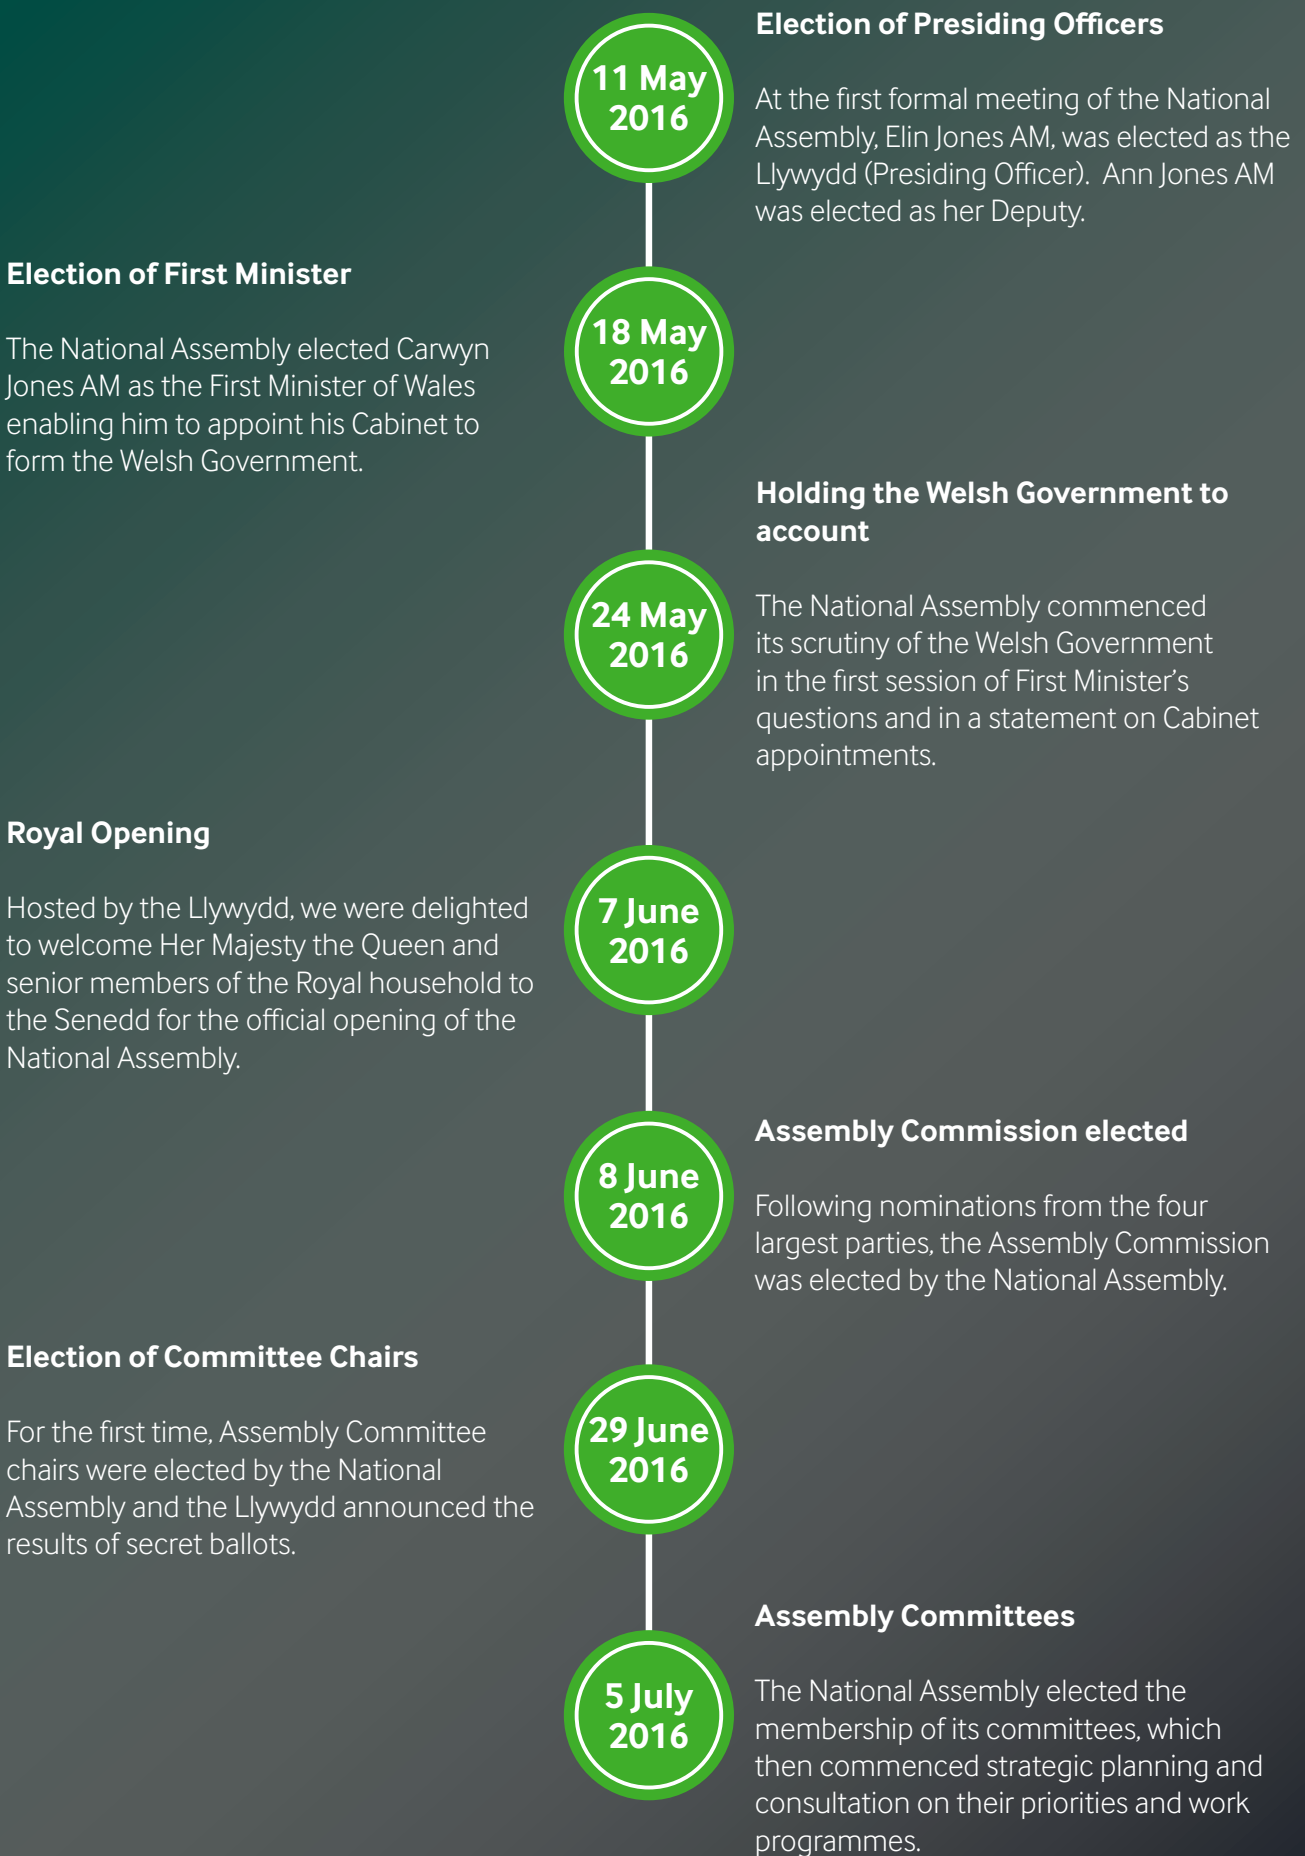 Election of Presiding Officers
11 May
2016
At the first formal meeting of the National
Assembly, Elin Jones AM, was elected as the
Llywydd (Presiding Officer).  Ann Jones AM
was elected as her Deputy.
Election of First Minister
18 May
2016
The National Assembly elected Carwyn
Jones AM as the First Minister of Wales
enabling him to appoint his Cabinet to
form the Welsh Government.
Holding the Welsh Government to
account
24 May
2016
The National Assembly commenced
its scrutiny of the Welsh Government
in the first session of First Minister’s
questions and in a statement on Cabinet
appointments.
Royal Opening
7 June
2016
Hosted by the Llywydd, we were delighted
to welcome Her Majesty the Queen and
senior members of the Royal household to
the Senedd for the official opening of the
National Assembly.
Assembly Commission elected
8 June
2016
Following nominations from the four
largest parties, the Assembly Commission
was elected by the National Assembly.
Election of Committee Chairs
29 June
2016
For the first time, Assembly Committee
chairs were elected by the National
Assembly and the Llywydd announced the
results of secret ballots.
Assembly Committees
5 July
2016
The National Assembly elected the
membership of its committees, which
then commenced strategic planning and
consultation on their priorities and work
programmes.